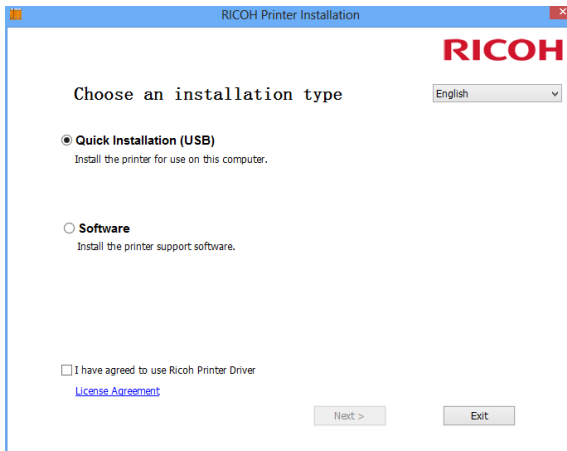 RICOH Printer Installation
RICOH
Choose an installation type
English
Quick Installation (USB)
Install the printer for use on this computer.
Software
Install the printer support software.
I have agreed to use Ricoh Printer Driver
License Agreement
Next >
Exit